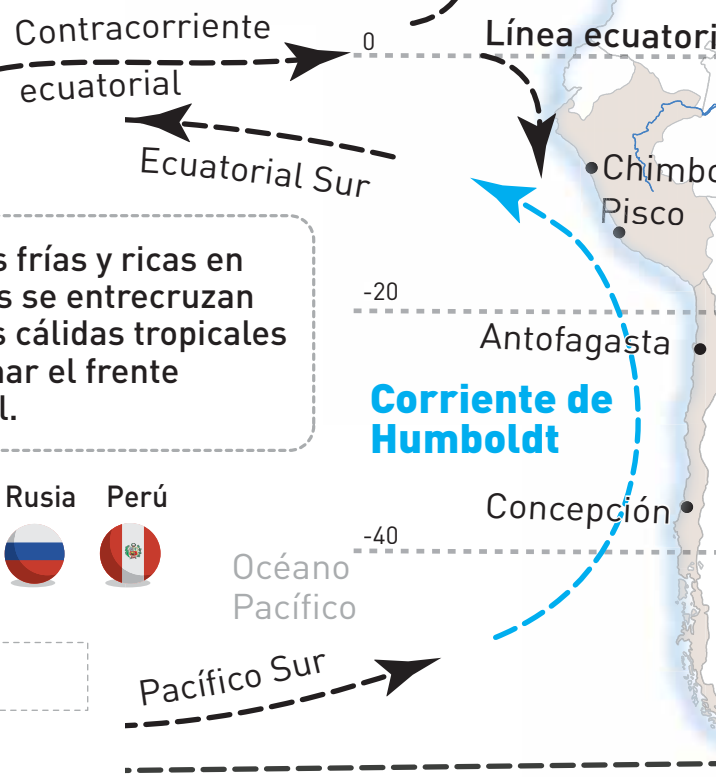 Contracorriente
ecuatorial
0
Línea ecuatori
Ecuatorial Sur
Chimbo
Pisco
s frías y ricas en
s se entrecruzan
s cálidas tropicales
nar el frente
l.
-20
Antofagasta
Corriente de
Humboldt
Rusia Perú
Concepción
-40
Océano
Pacífico
Pacífico Sur